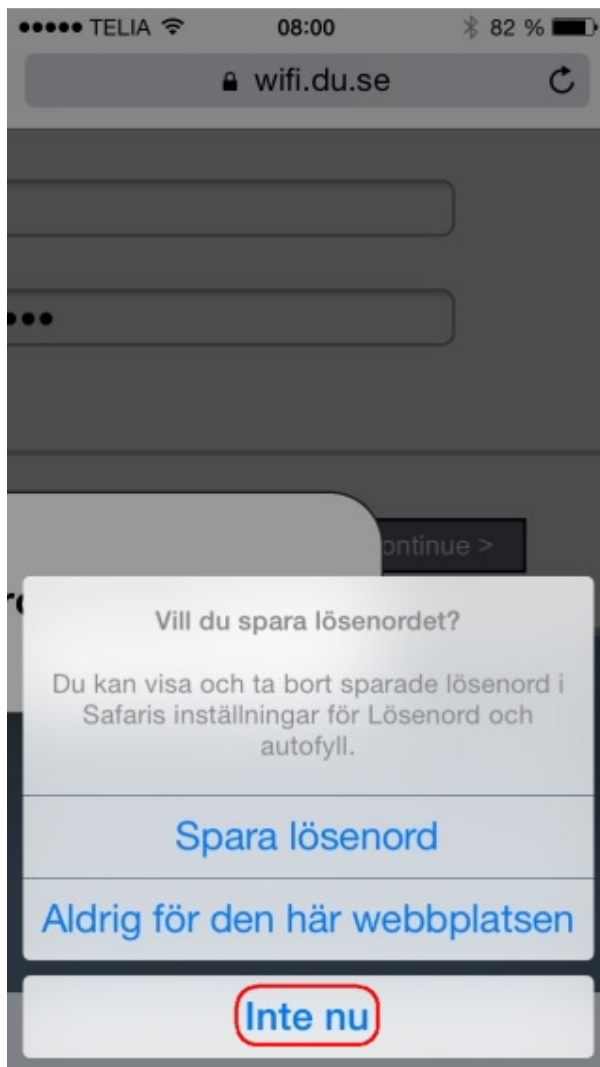 TELIA 08:00 82 %
wifi.du.se
•••
ontinue >
Vill du spara lösenordet?
Du kan visa och ta bort sparade lösenord i
Safaris inställningar för Lösenord och
autofyll.
Spara lösenord
Aldrig för den här webbplatsen
Inte nu